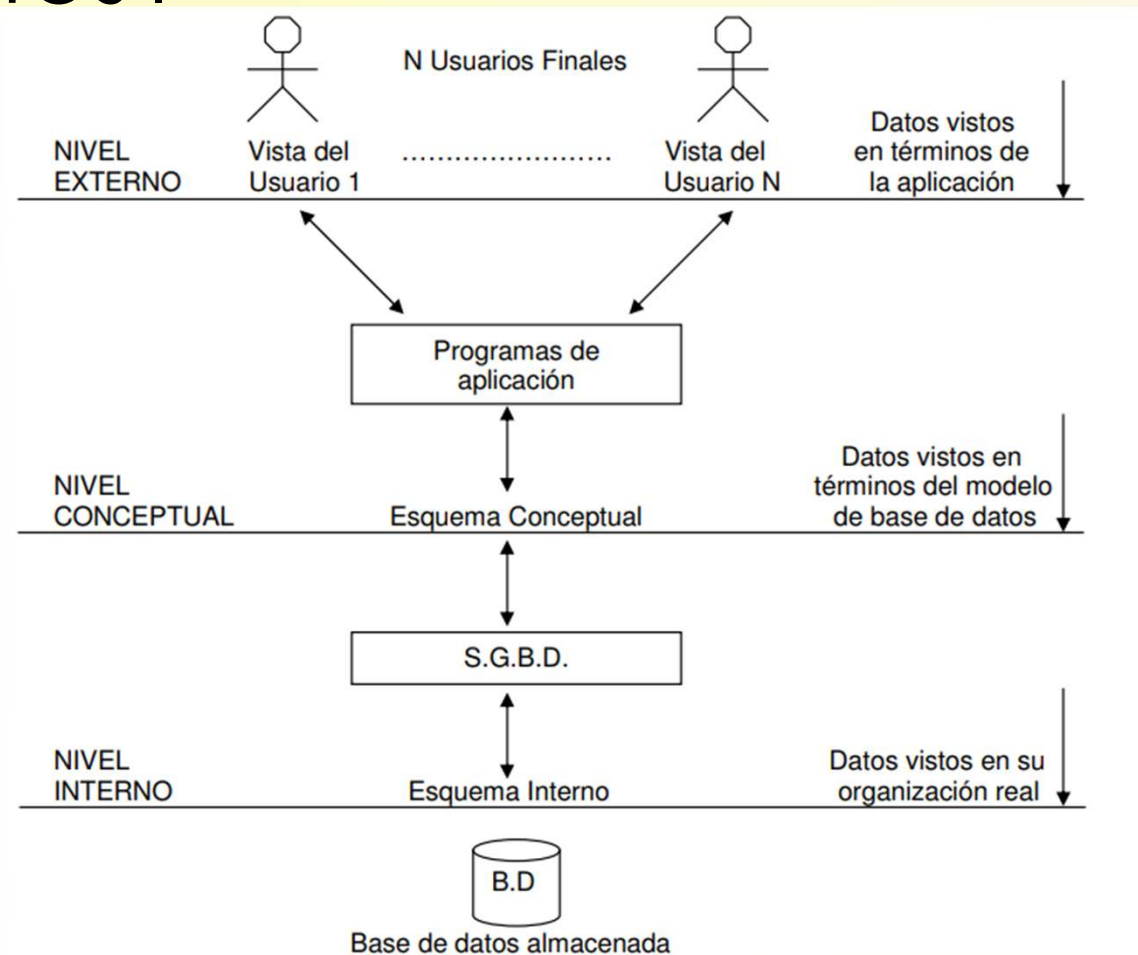 N Usuarios Finales
NIVEL
EXTERNO
Vista del
Usuario 1
........................
Vista del
Usuario N
Datos vistos
en términos de
la aplicación
Programas de
aplicación
NIVEL
CONCEPTUAL
Esquema Conceptual
Datos vistos en
términos del modelo
de base de datos
S.G.B.D.
NIVEL
INTERNO
Esquema Interno
Datos vistos en su
organización real
B.D
Base de datos almacenada